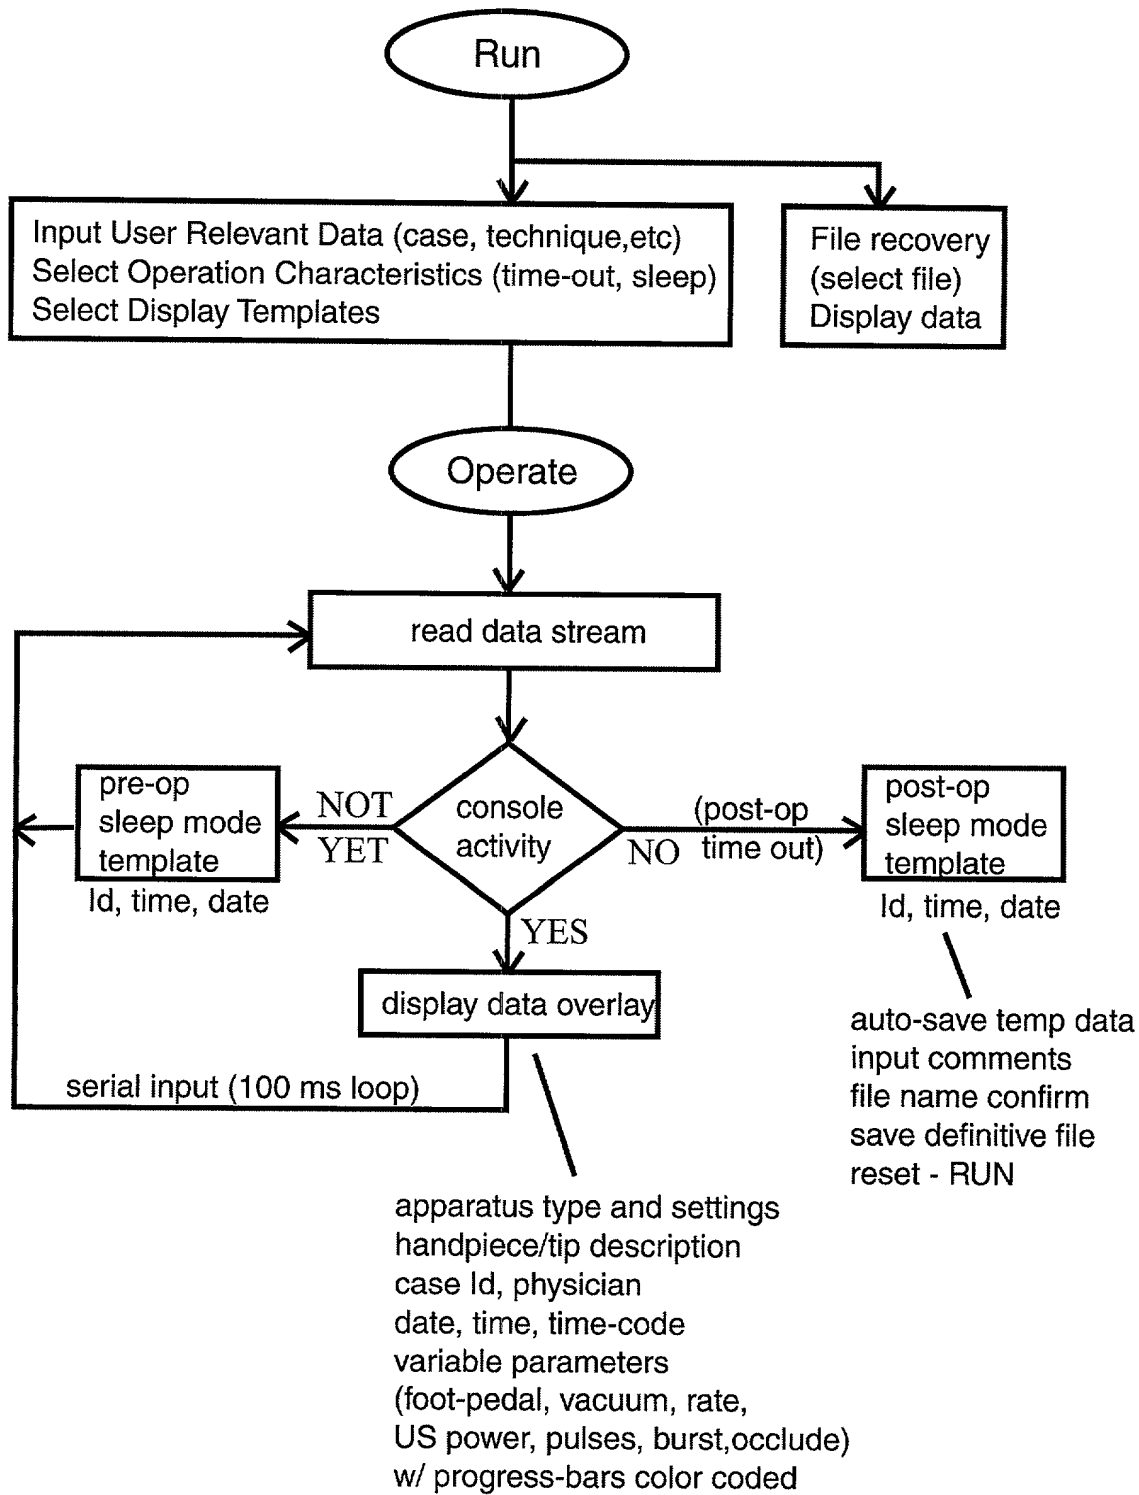 Run
Input User Relevant Data (case, technique,etc)
Select Operation Characteristics (time-out, sleep)
Select Display Templates
File recovery
(select file)
Display data
Operate
read data stream
pre-op
sleep mode
template
Id, time, date
NOT
YET
console
activity
NO
(post-op
time out)
post-op
sleep mode
template
Id, time, date
YES
display data overlay
serial input (100 ms loop)
auto-save temp data
input comments
file name confirm
save definitive file
reset - RUN
apparatus type and settings
handpiece/tip description
case Id, physician
date, time, time-code
variable parameters
(foot-pedal, vacuum, rate,
US power, pulses, burst,occlude)
w/ progress-bars color coded